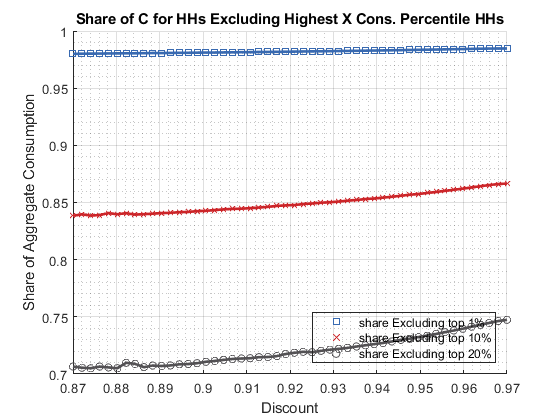 Share of C for HHs Excluding Highest X Cons. Percentile HHs
Share of Aggregate Consumption
1
0.95
0.9
0.85
0.8
0.75
0.7
share Excluding top 1%
share Excluding top 10%
share Excluding top 20%
0.87 0.88 0.89 0.9 0.91 0.92 0.93 0.94 0.95 0.96 0.97
Discount